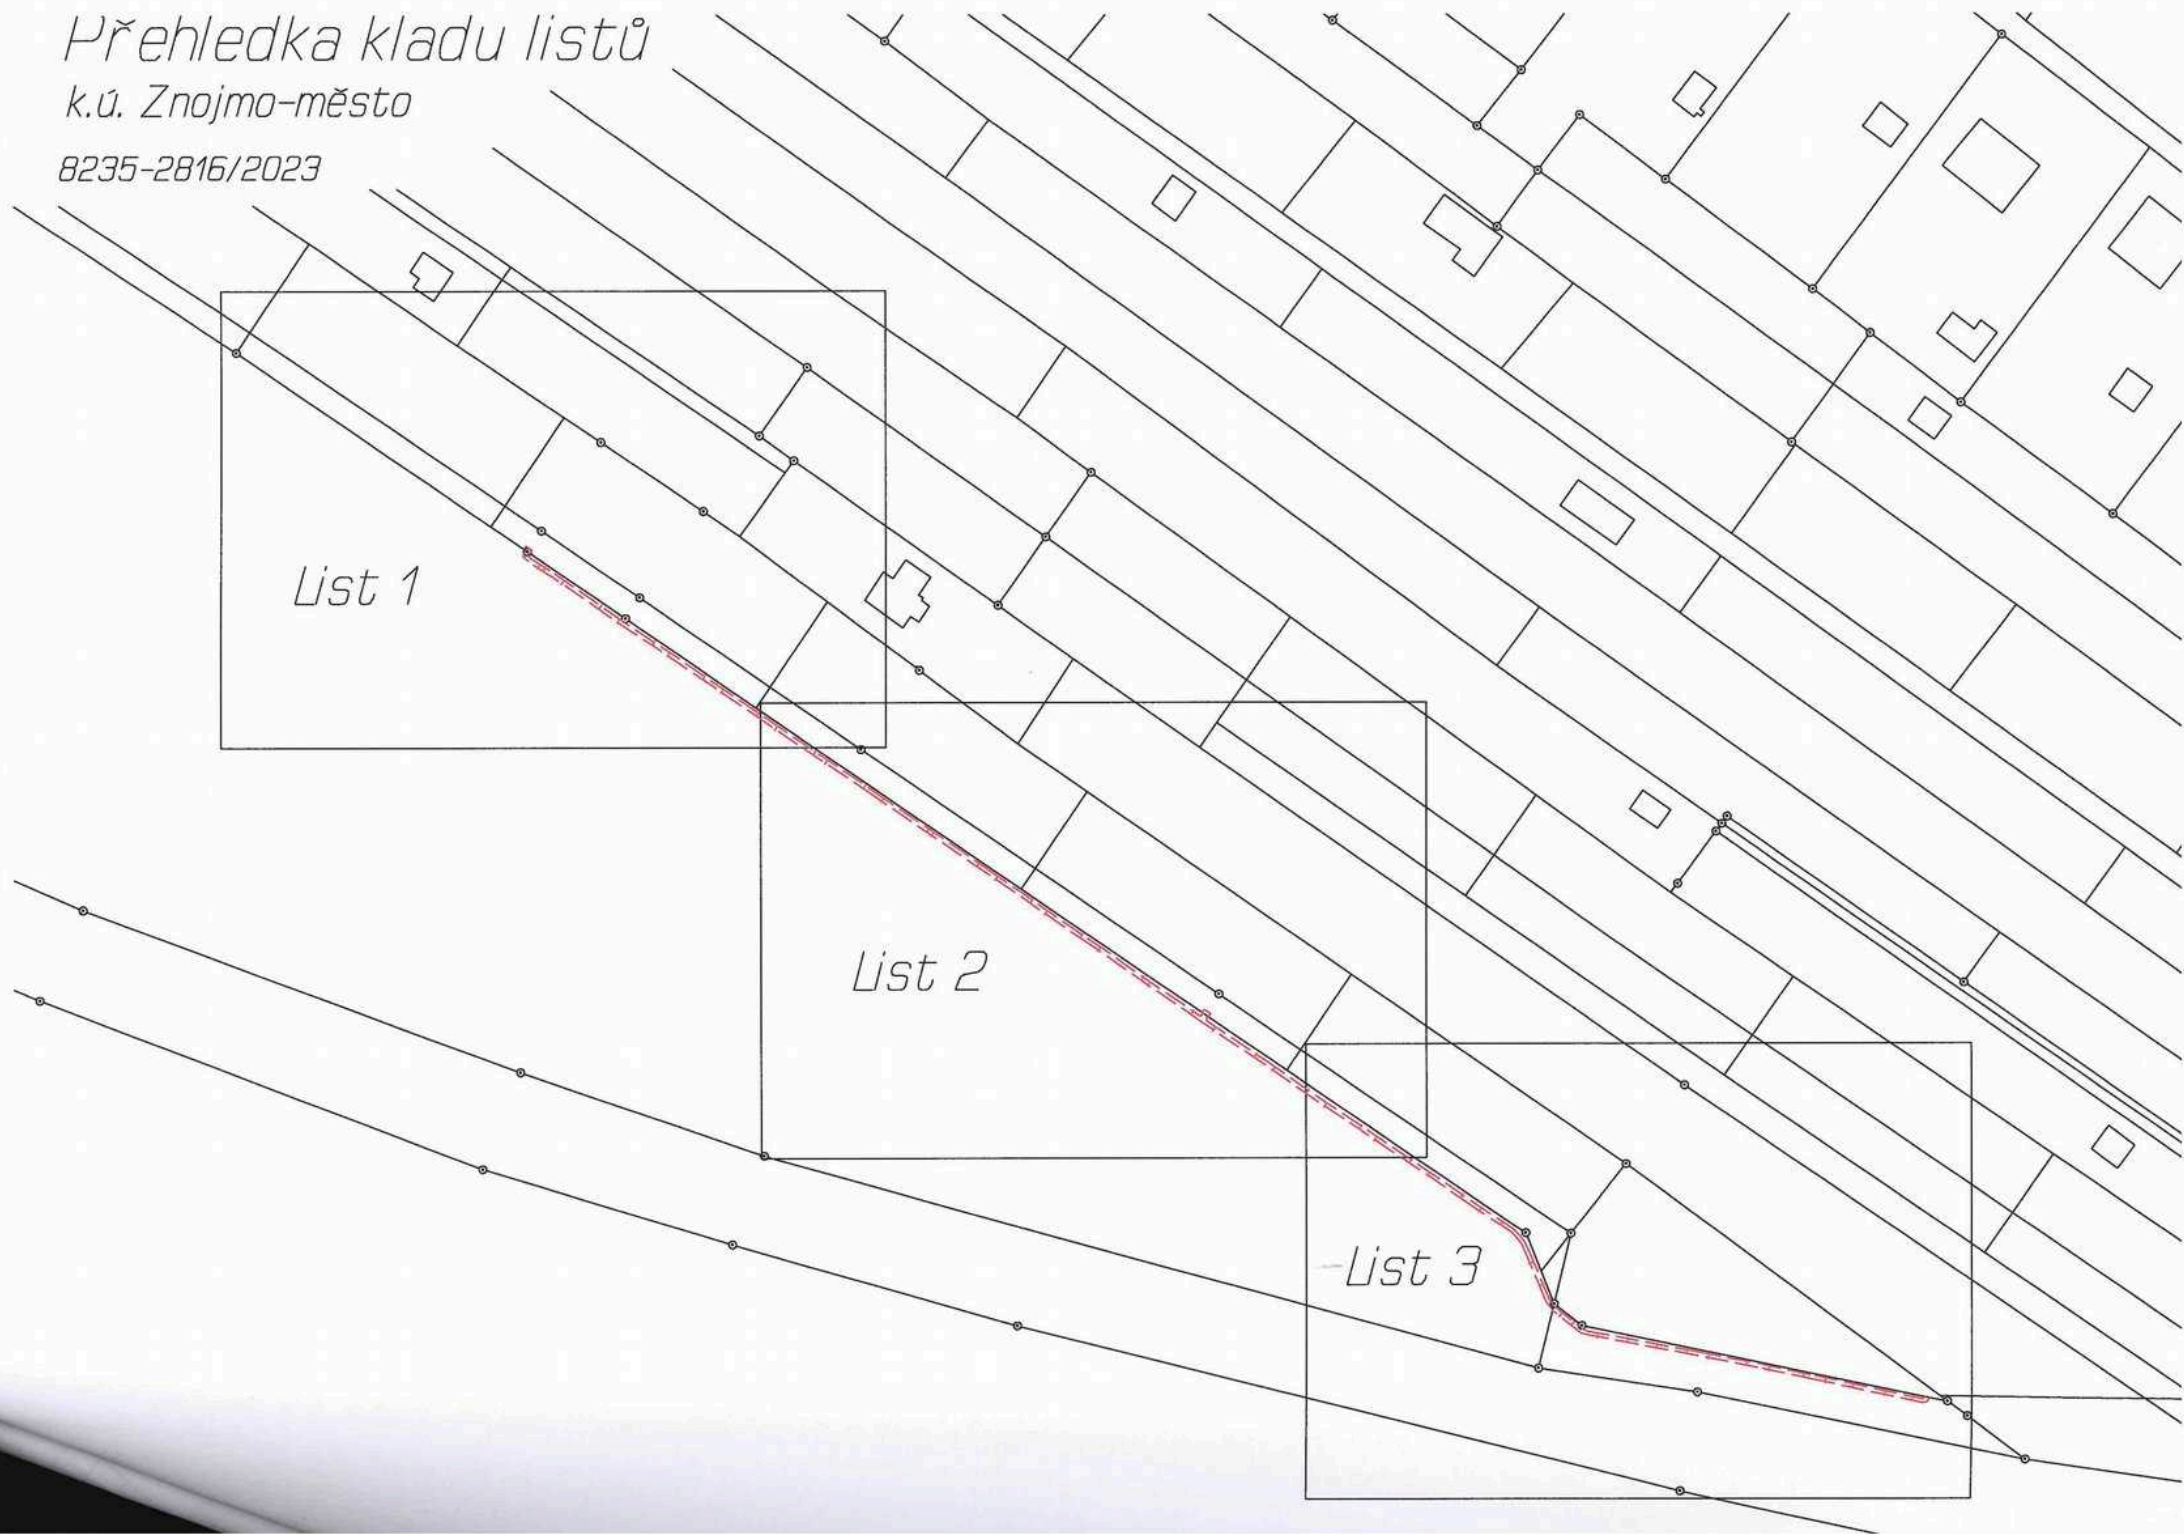 Přehledka kladu listů
k.ú. Znojmo-město
8235-2816/2023
List 1
List 2
List 3